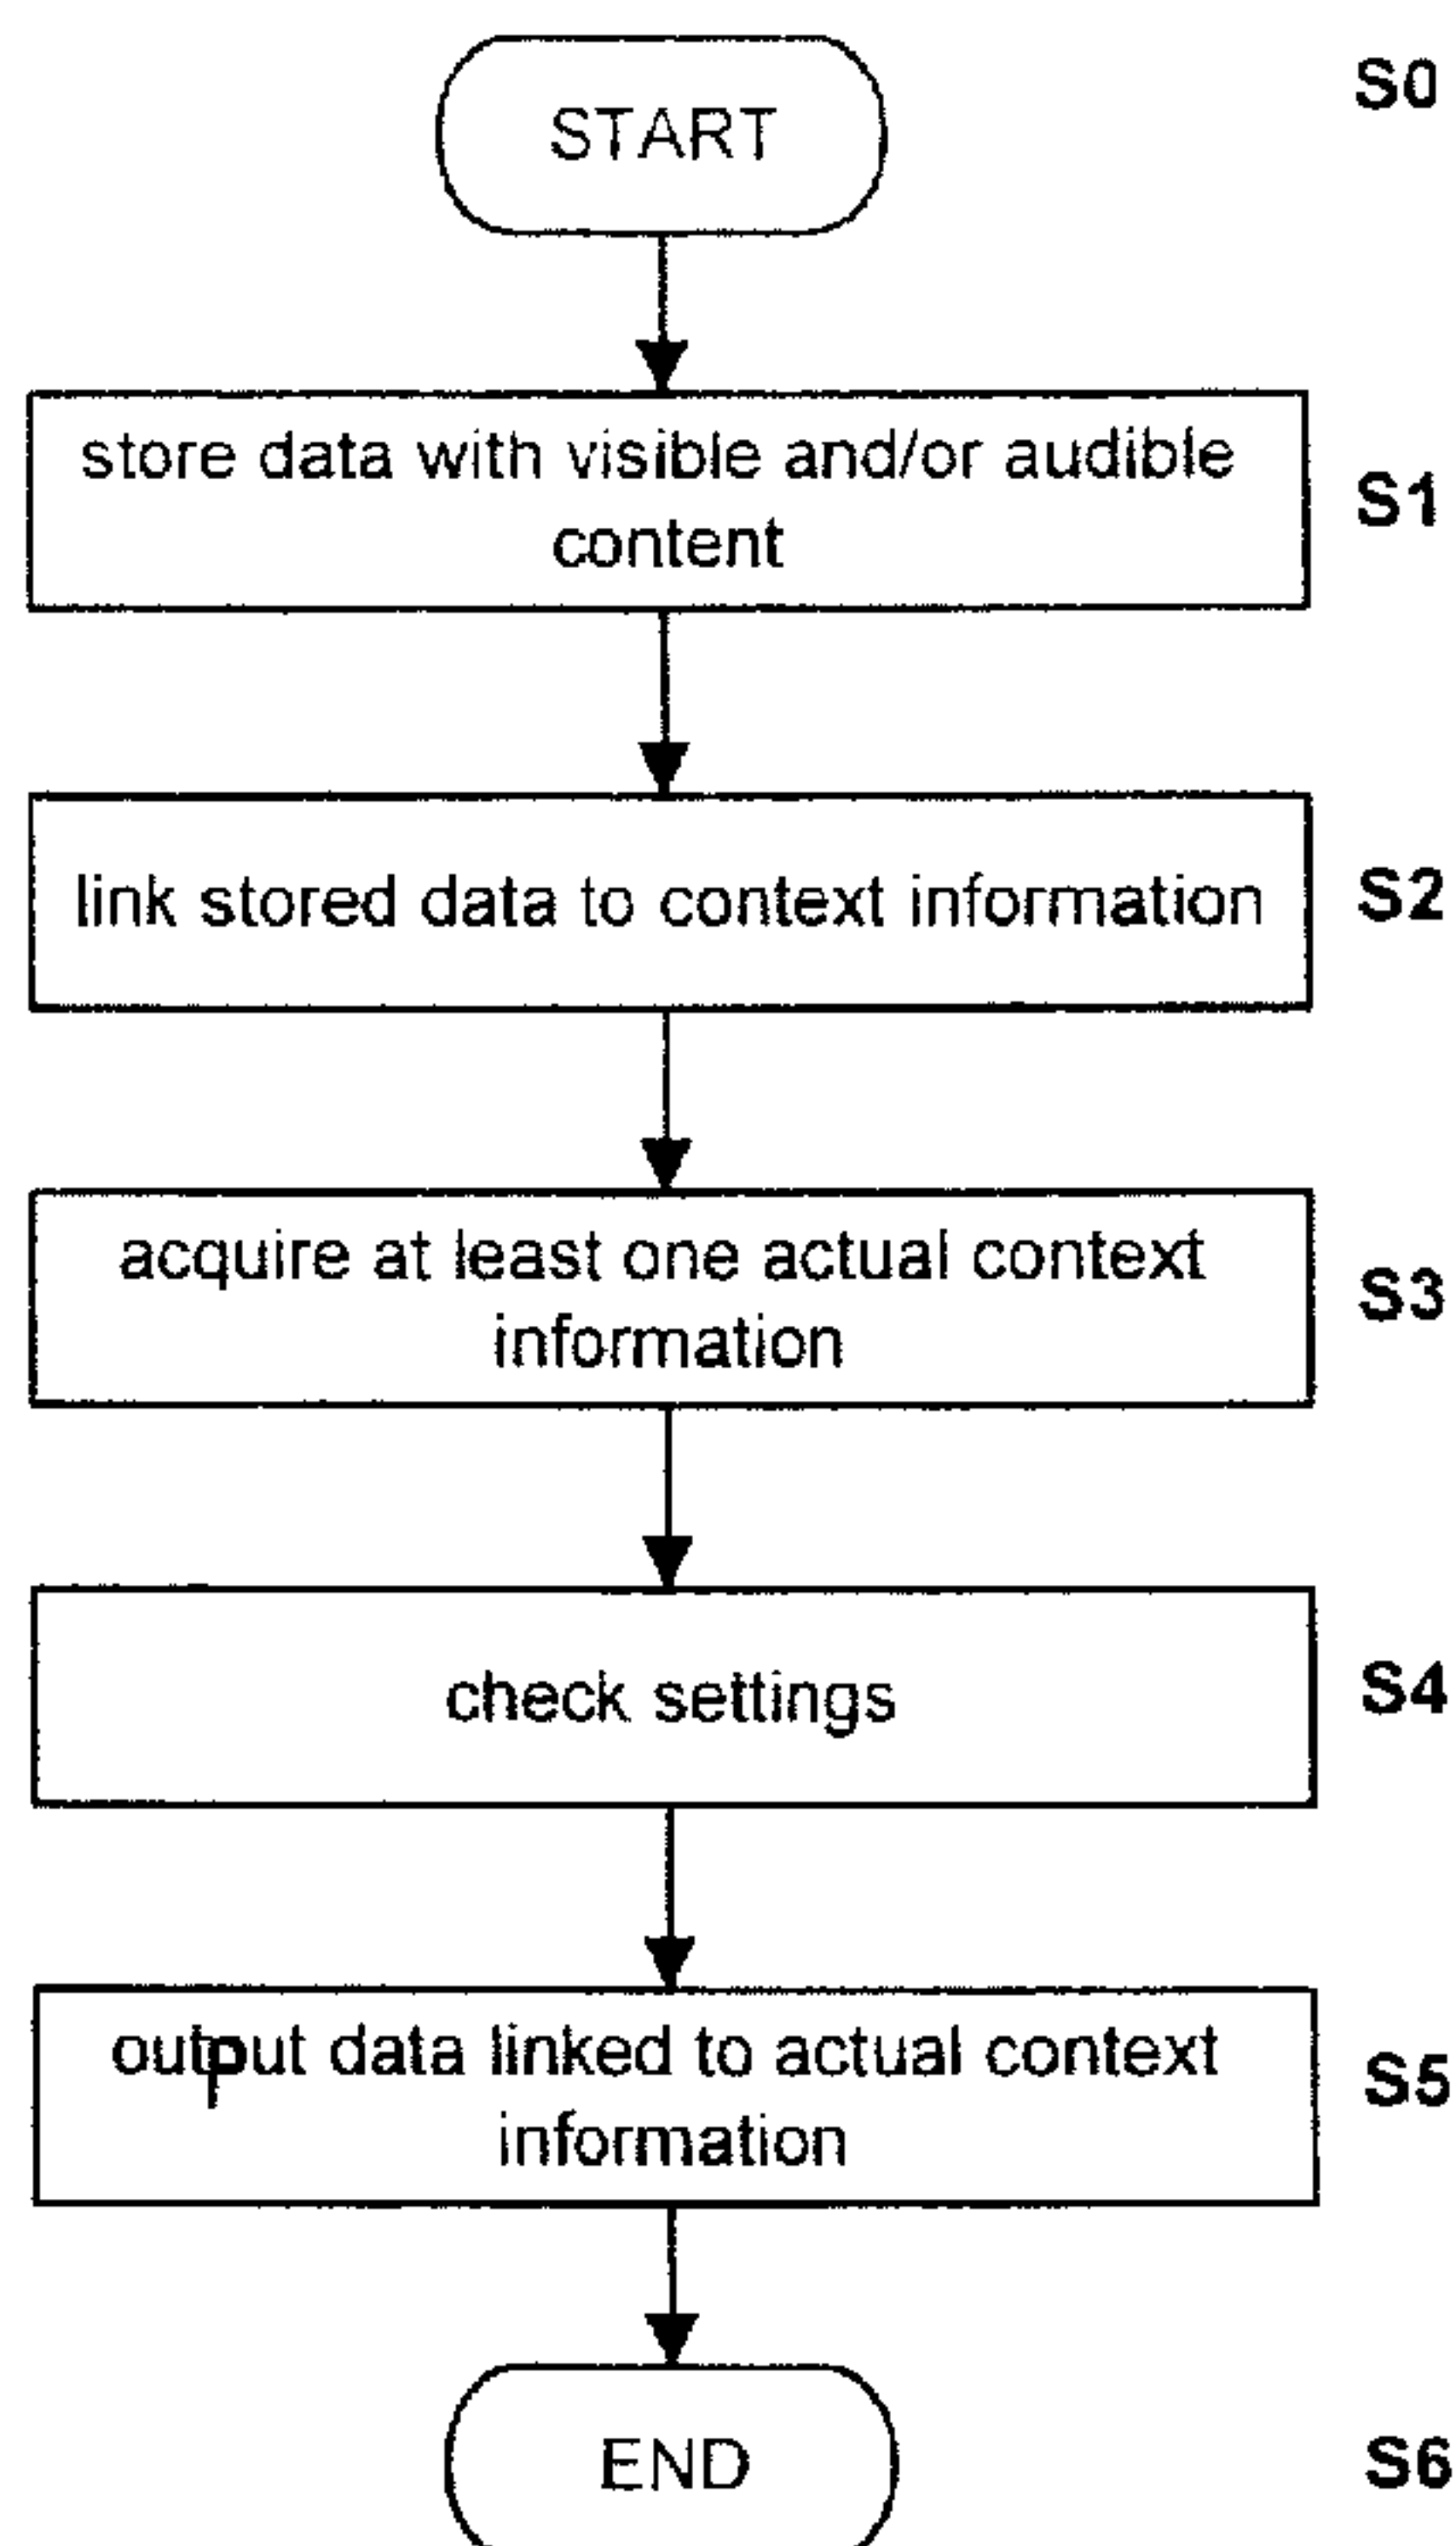 START
S0
store data with visible and/or audible
content
S1
link stored data to context information
S2
acquire at least one actual context
information
S3
check settings
S4
output data linked to actual context
information
S5
END
S6